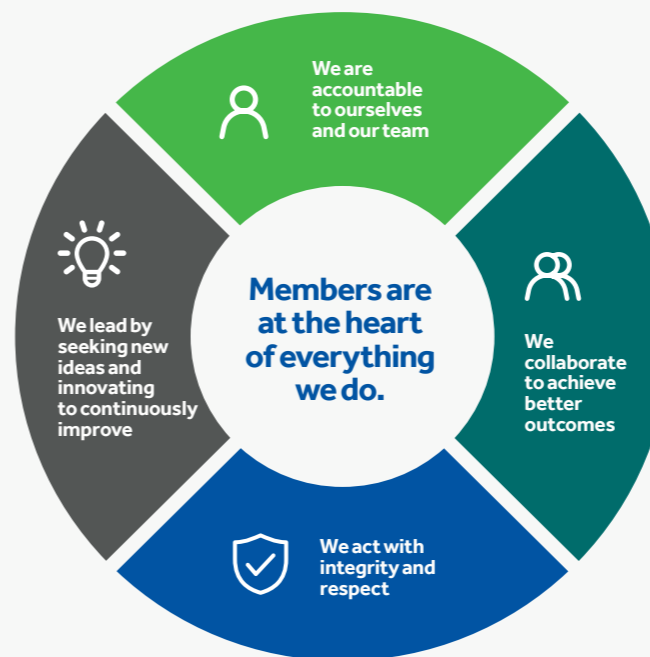 We are
accountable
to ourselves
and our team
We lead by
seeking new
ideas and
innovating
to continuously
improve
Members are
at the heart
of everything
we do.
We
collaborate
to achieve
better
outcomes
We act with
integrity and
respect